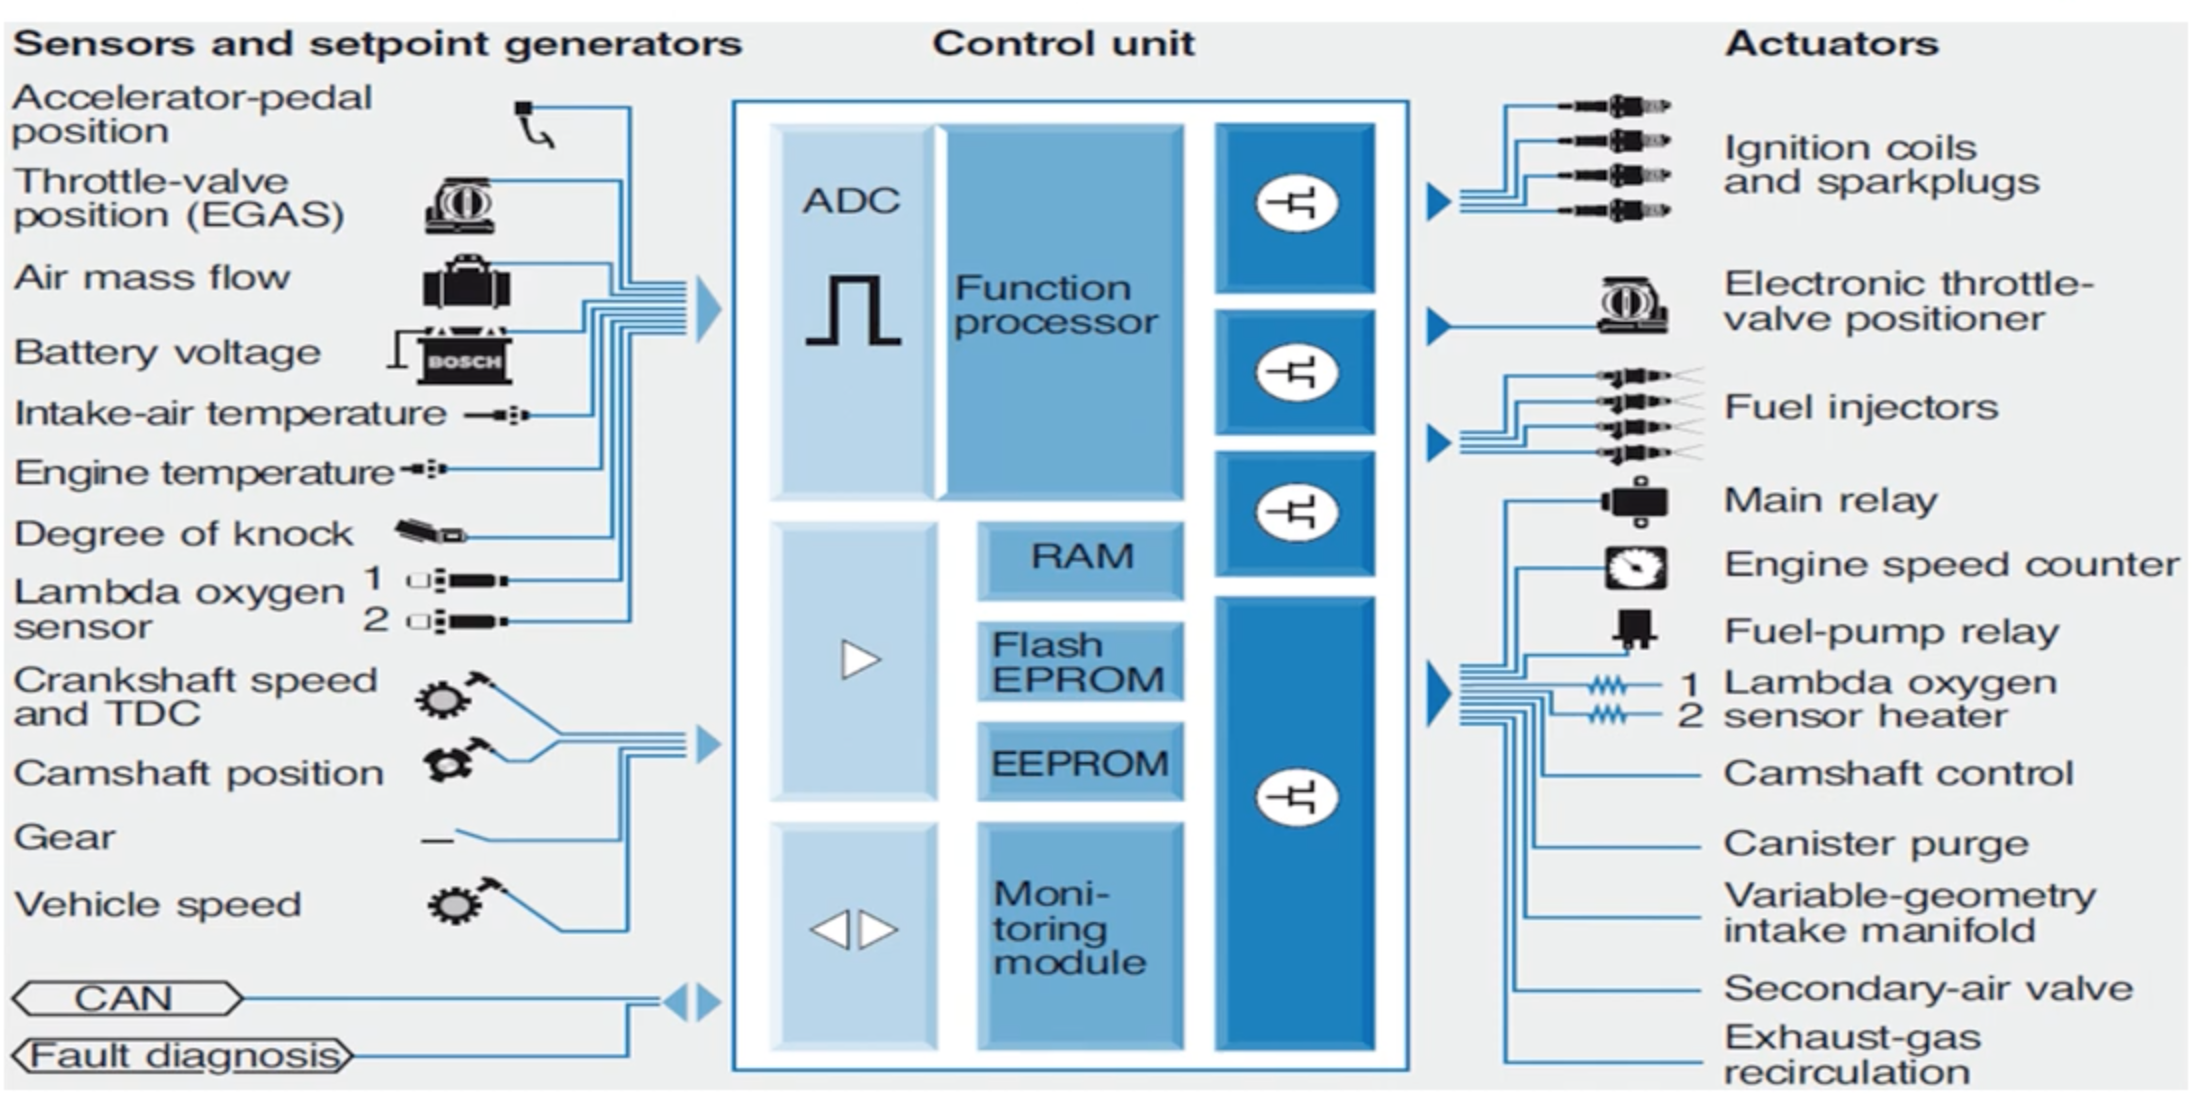 Sensors and setpoint generators
Accelerator-pedal
position
Throttle-valve
position (EGAS)
Air mass flow
Battery voltage
BOSCH
Intake-air temperature
Engine temperature
Degree of knock
Lambda oxygen
sensor
1
2
Crankshaft speed
and TDC
Camshaft position
Gear
Vehicle speed
CAN
Fault diagnosis
Control unit
ADC
Function
processor
RAM
Flash
EPROM
EEPROM
Moni-
toring
module
Actuators
Ignition coils
and sparkplugs
Electronic throttle-
valve positioner
Fuel injectors
Main relay
Engine speed counter
Fuel-pump relay
1 Lambda oxygen
2 sensor heater
Camshaft control
Canister purge
Variable-geometry
intake manifold
Secondary-air valve
Exhaust-gas
recirculation